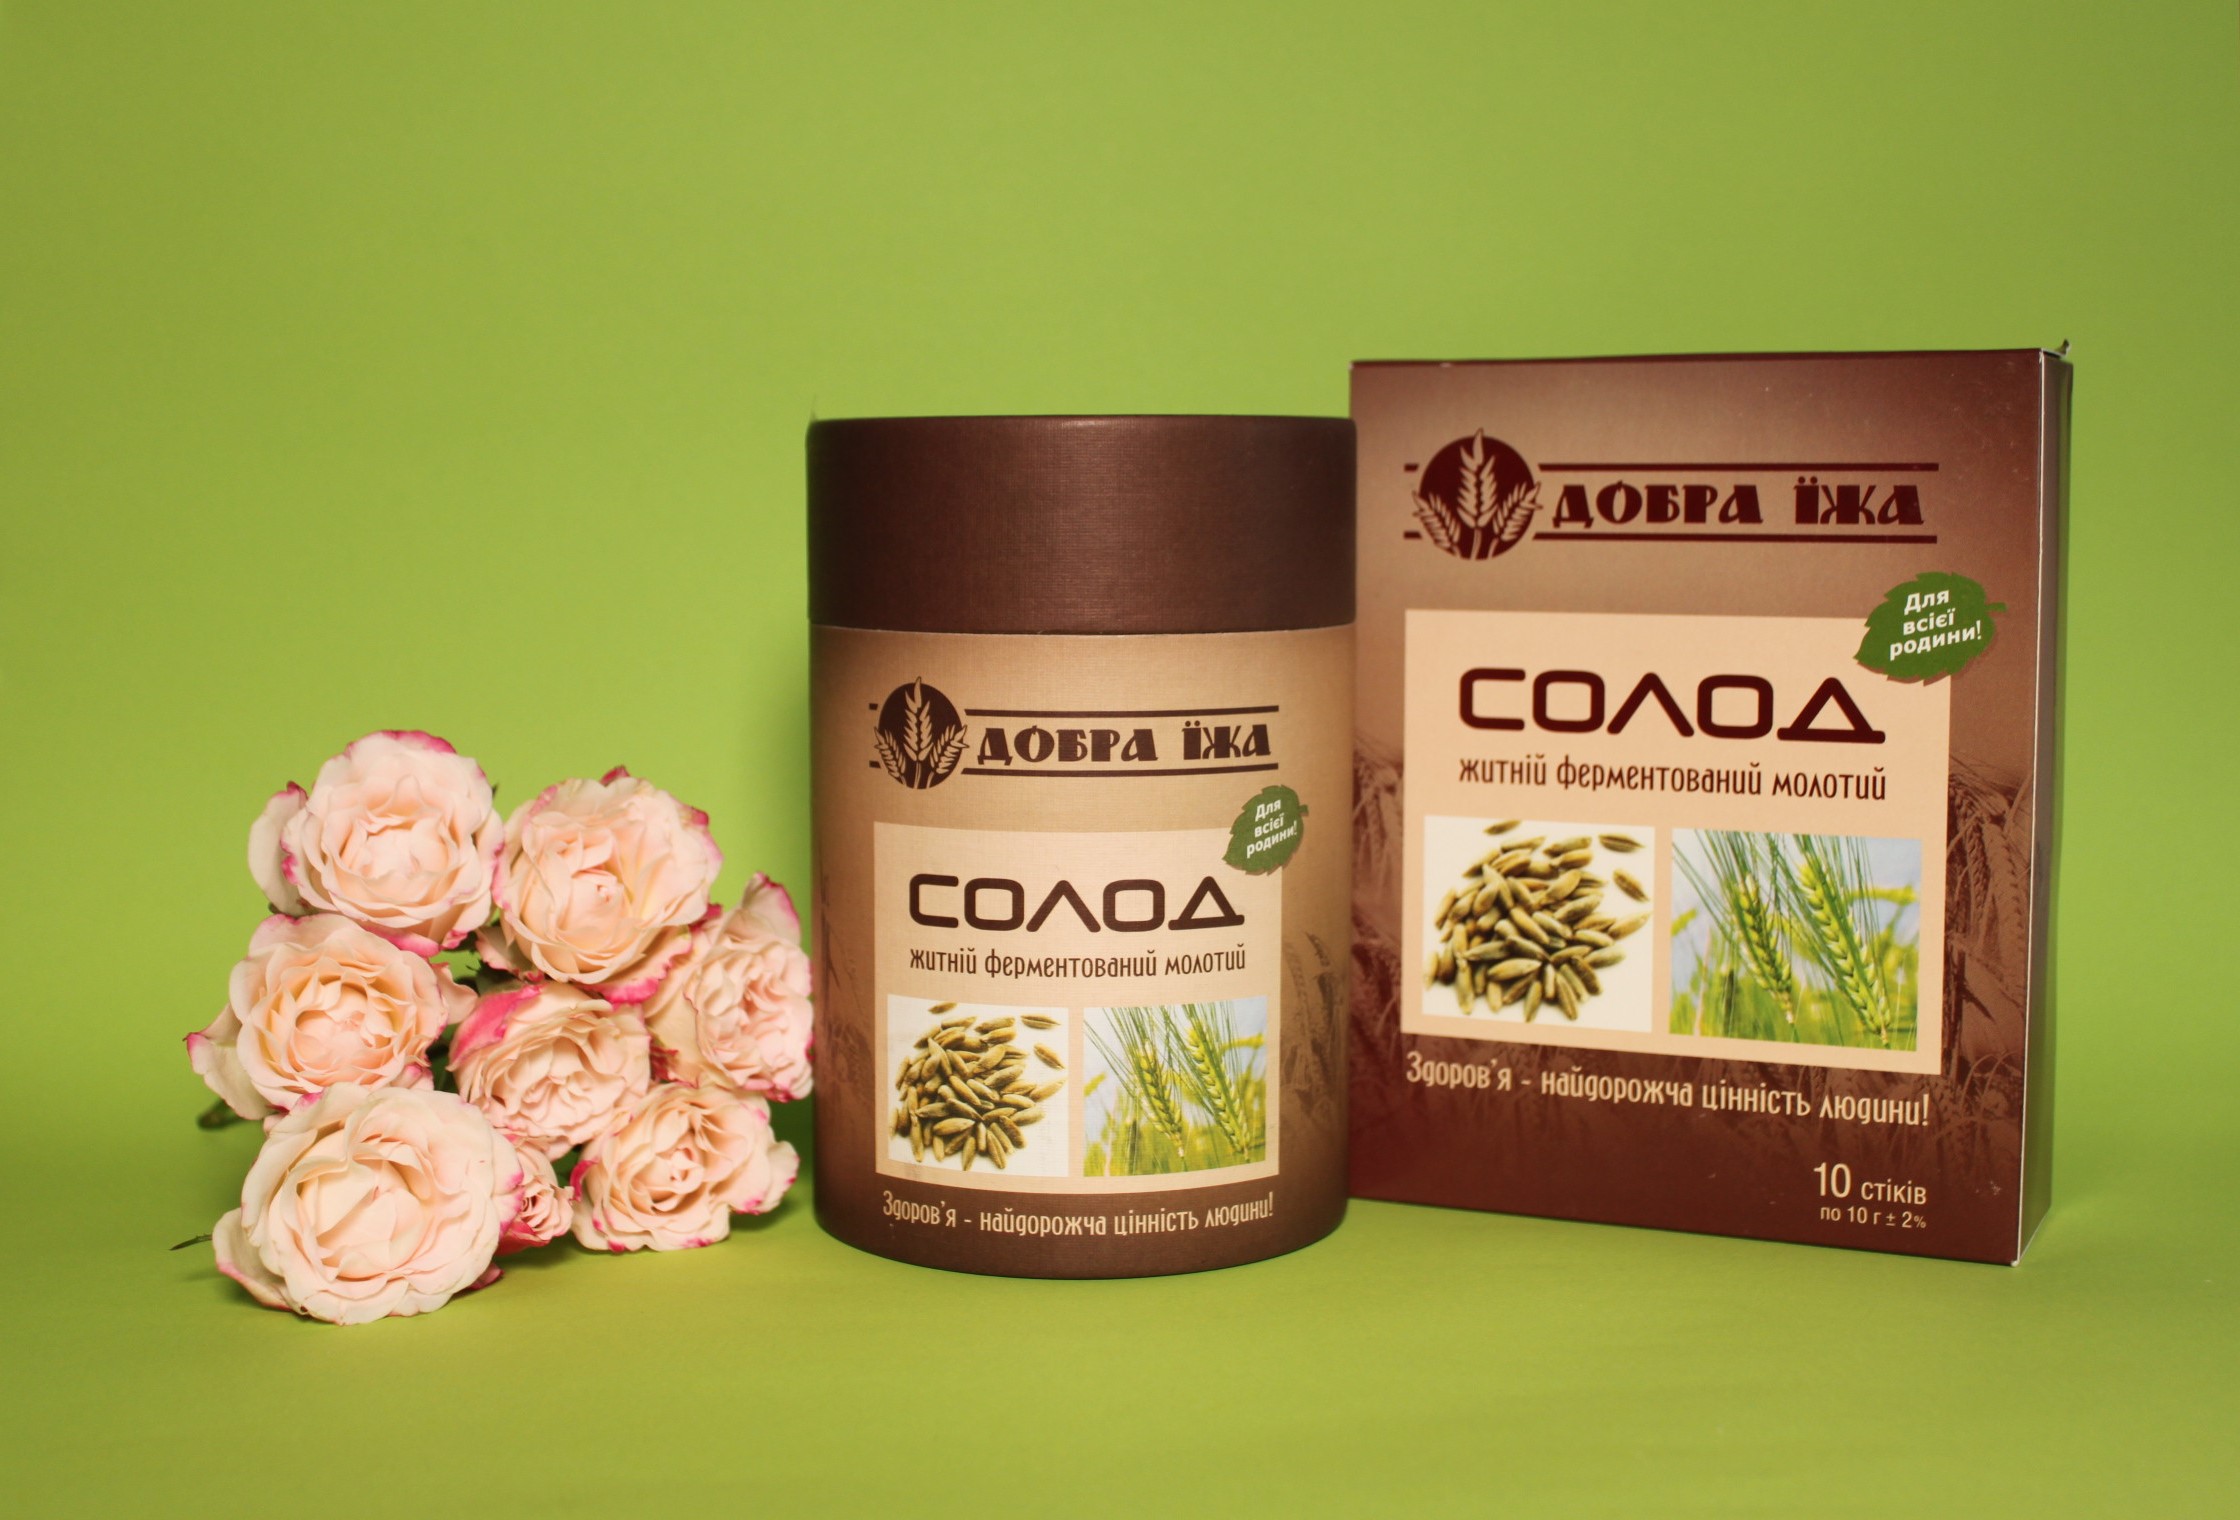 ДОБРА ЇЖА
Для
всієї
родини!
СОЛОД
житній ферментований молотий
Здоров'я - найдорожча цінність людини!
ДОБРА ЇЖА
Для
всієї
родини!
СОЛОД
житній ферментований молотий
Здоров'я - найдорожча цінність людини!
10 стіків
по 10 г ± 2%